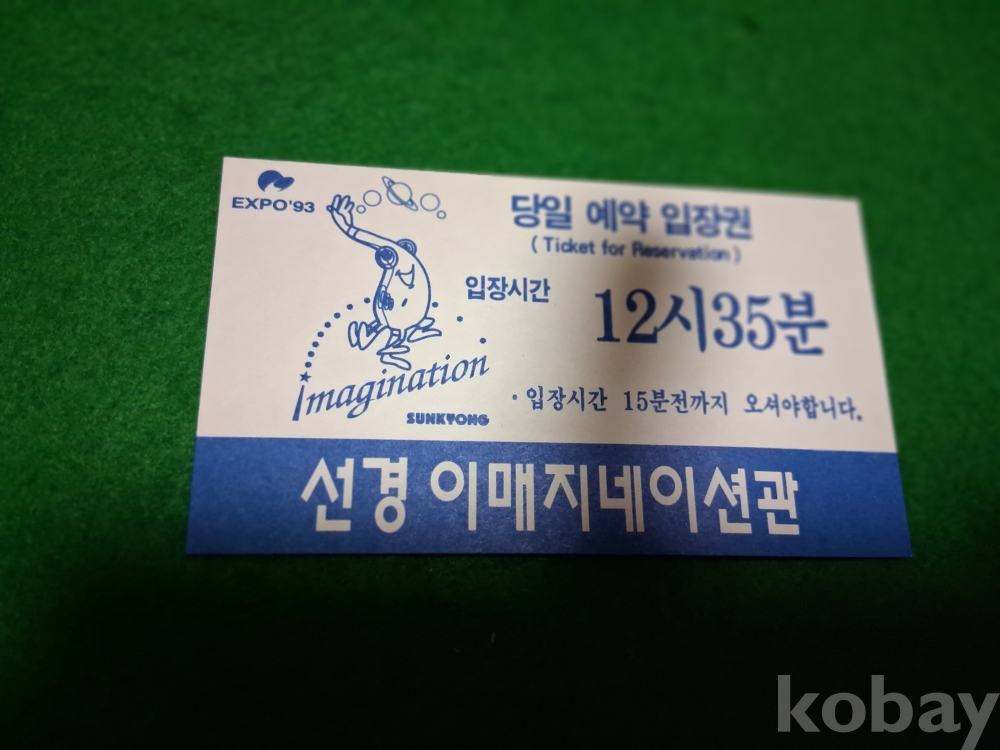 EXPO'93
당일 예약 입장권
( Ticket for Reservation )
입장시간 12시35분
Imagination
SUNKYONG
· 입장시간 15분전까지 오셔야합니다.
선경 이매지네이션관
kobay